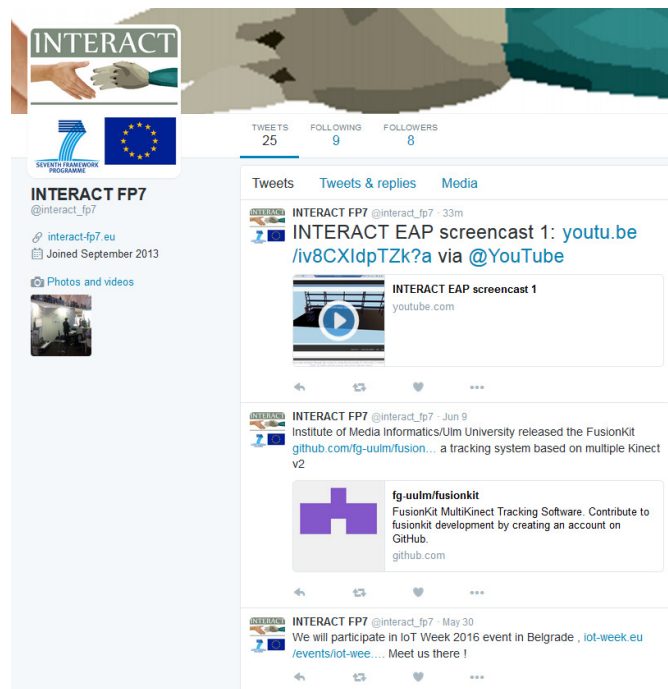 INTERACT
SEVENTH FRAMEWORK
PROGRAMME
INTERACT FP7
@interact_fp7
interact-fp7.eu
Joined September 2013
Photos and videos
TWEETS FOLLOWING FOLLOWERS
25 9 8
Tweets Tweets & replies Media
INTERACT
INTERACT FP7 @interact_fp7 · 33m
INTERACT EAP screencast 1: youtu.be
/iv8CXIdpTZk?a via @YouTube
INTERACT EAP screencast 1
youtube.com
INTERACT
INTERACT FP7 @interact_fp7 · Jun 9
Institute of Media Informatics/Ulm University released the FusionKit
github.com/fg-uulm/fusion… a tracking system based on multiple Kinect
v2
fg-uulm/fusionkit
FusionKit MultiKinect Tracking Software. Contribute to
fusionkit development by creating an account on
GitHub.
github.com
INTERACT
INTERACT FP7 @interact_fp7 · May 30
We will participate in IoT Week 2016 event in Belgrade , iot-week.eu
/events/iot-wee…. Meet us there !